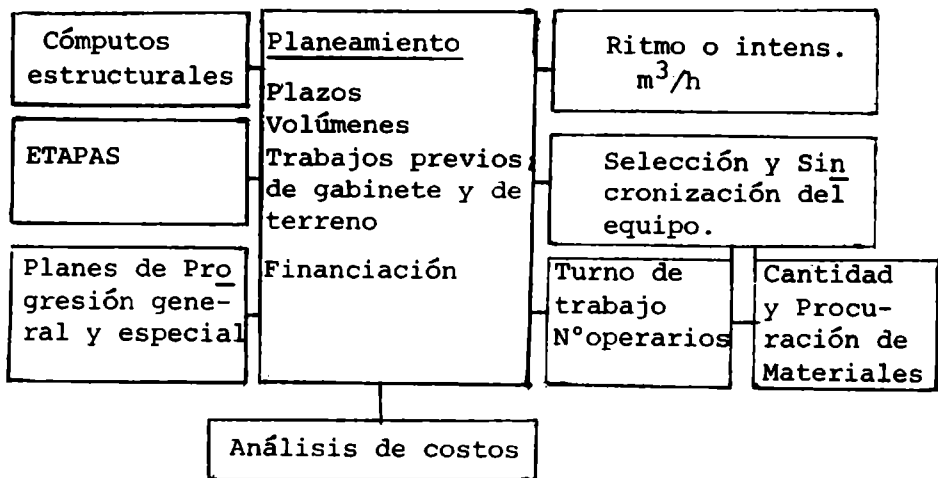 Cómputos
estructurales
ETAPAS
Planes de Pro
gresión gene-
ral y especial
Planeamiento
Plazos
Volúmenes
Trabajos previos
de gabinete y de
terreno
Financiación
Ritmo o intens.
m³/h
Selección y Sin
cronización del
equipo.
Turno de
trabajo
N°operarios
Cantidad
y Procu-
ración de
Materiales
Análisis de costos